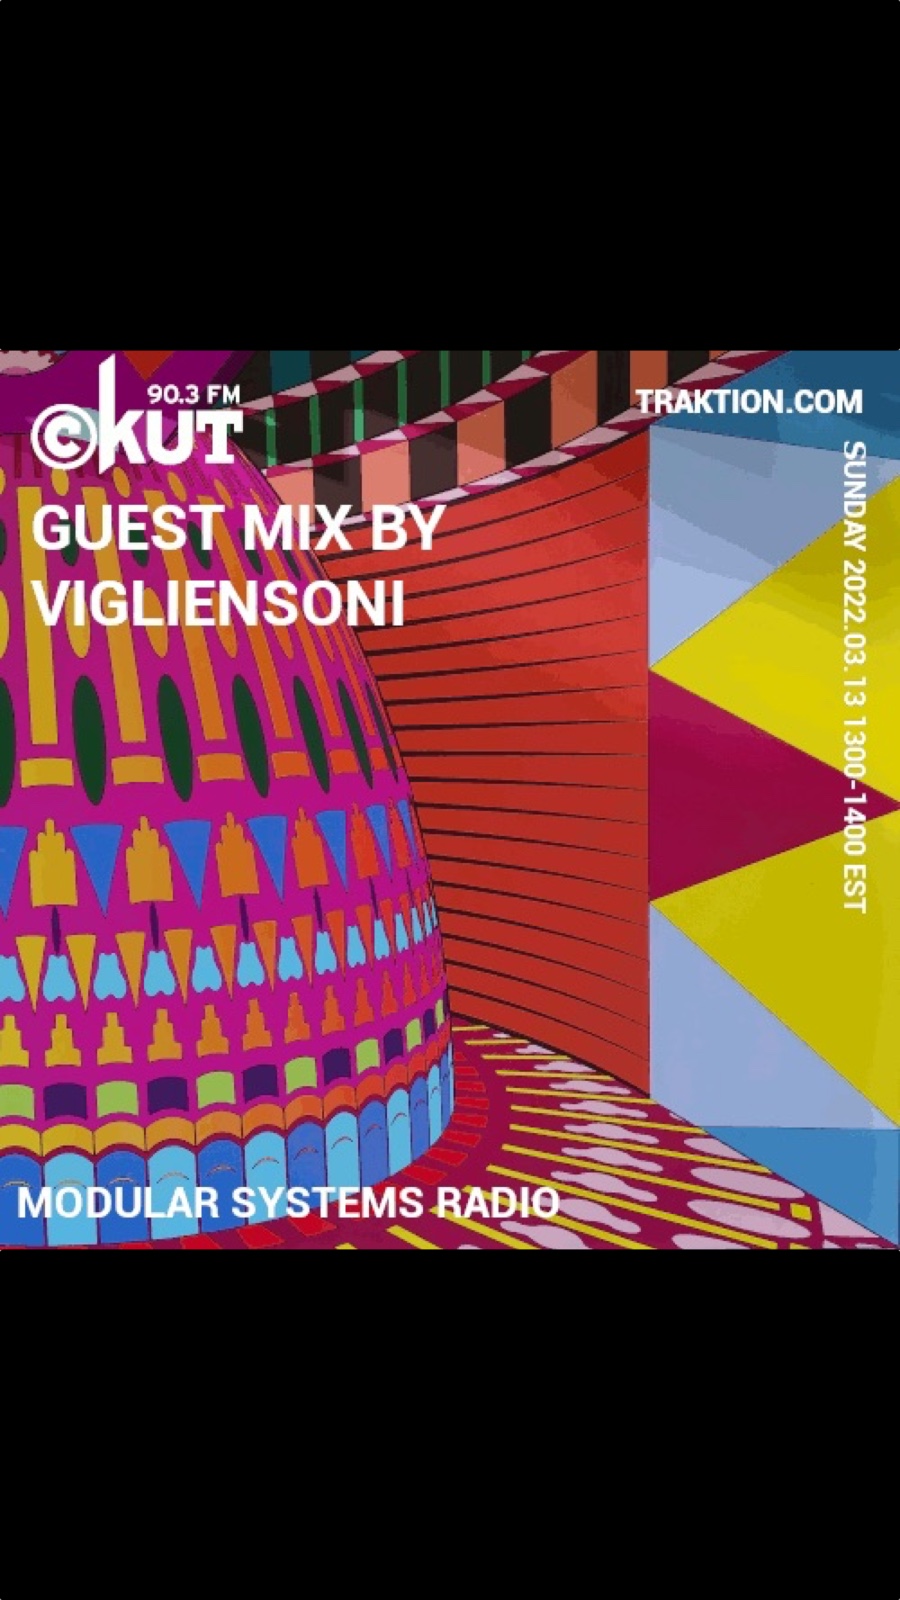 90.3 FM
ckUT
TRAKTION.COM
GUEST MIX BY
VIGLIENSONI
SUNDAY 2022.03.13 1300-1400 EST
MODULAR SYSTEMS RADIO